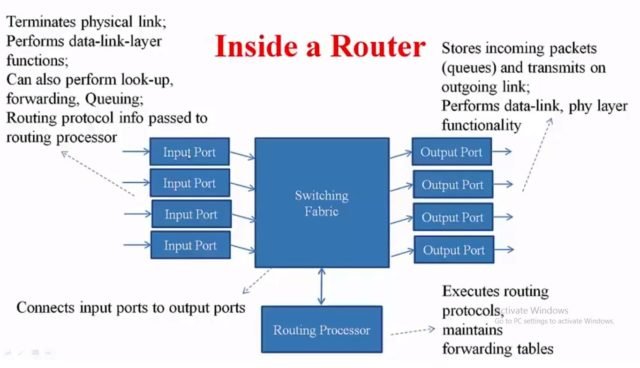 Terminates physical link;
Performs data-link-layer
functions;
Can also perform look-up,
forwarding, Queuing;
Routing protocol info passed to
routing processor
Inside a Router
Stores incoming packets
(queues) and transmits on
outgoing link;
Performs data-link, phy layer
functionality
Input Port
Input Port
Input Port
Input Port
Switching
Fabric
Output Port
Output Port
Output Port
Output Port
Connects input ports to output ports
Routing Processor
Executes routing
protocols,
maintains
forwarding tables
Activate Windows
Go to PC settings to activate Windows.